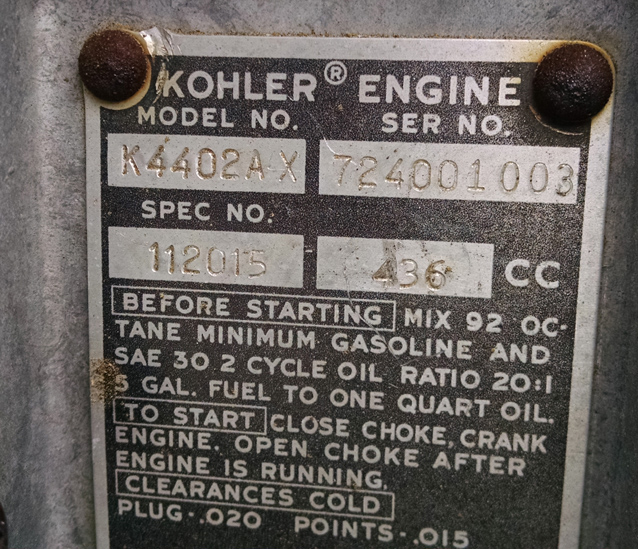 KOHLER® ENGINE
MODEL NO. SER NO.
K4402A-X 724001003
SPEC NO.
112015 436 CC
BEFORE STARTING MIX 92 OC-
TANE MINIMUM GASOLINE AND
SAE 30 2 CYCLE OIL RATIO 20:1
5 GAL. FUEL TO ONE QUART OIL.
TO START CLOSE CHOKE, CRANK
ENGINE. OPEN CHOKE AFTER
ENGINE IS RUNNING.
CLEARANCES COLD
PLUG-.020 POINTS-.015